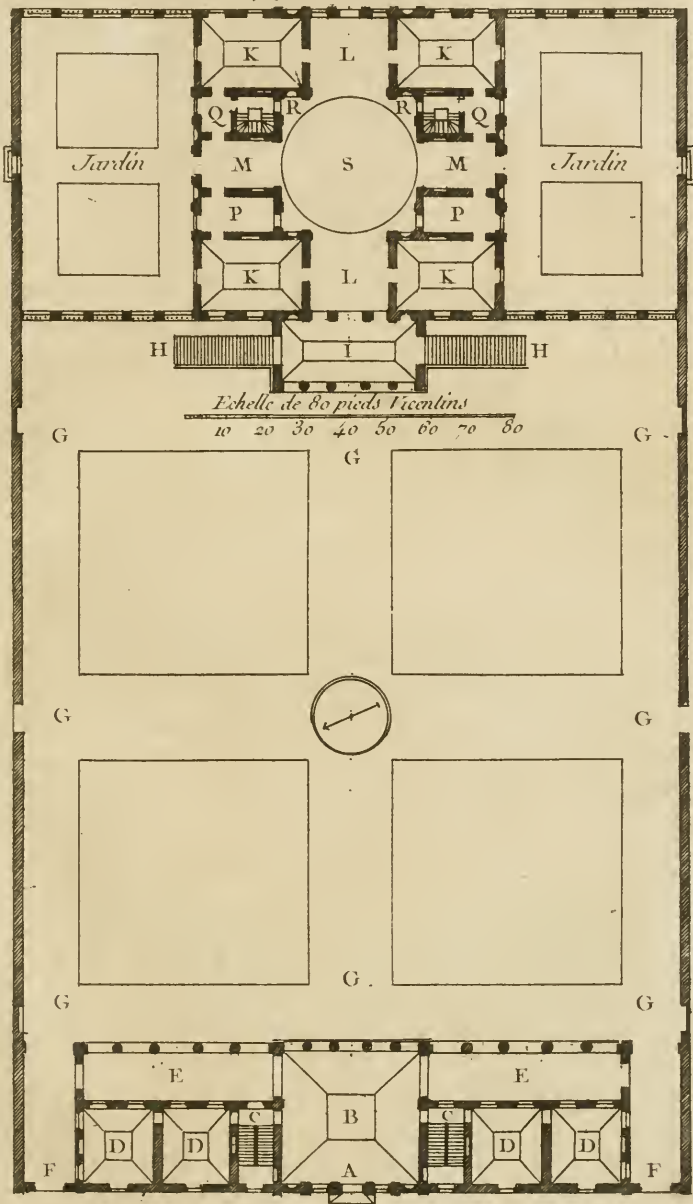 K L K
Q R R Q
Jardin M S M Jardin
P P
K L K
H I H
Echelle de 80 pieds Vicentins
10 20 30 40 50 60 70 80
G G
G
G G
G.
G G
E E
C B C
D D D D
A
F F